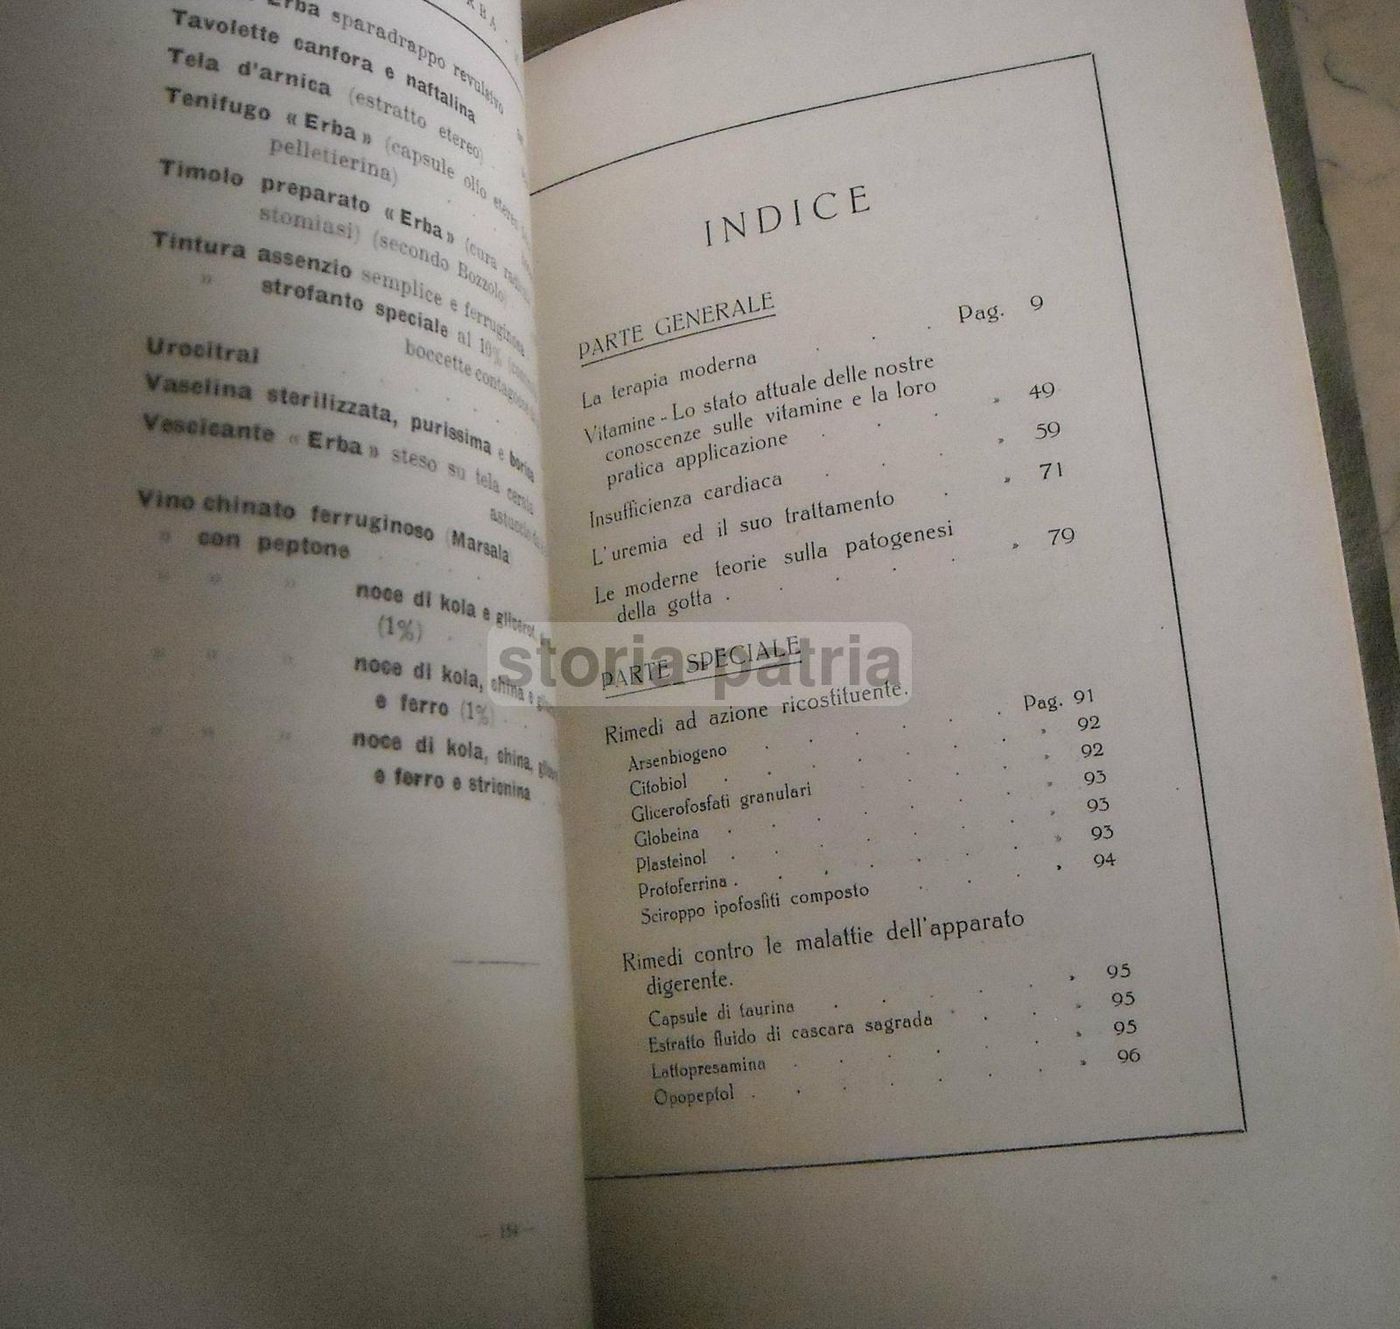 Erba sparadrappo revulsivo
Tavolette canfora e naftalina
Tela d'arnica (estratto etereo)
Tenifugo « Erba » (capsule olio
pelletierina)
Timolo preparato « Erba » (cura
stomiasi) (secondo Bozzolo)
Tintura assenzio semplice e ferruginosa
» strofanto speciale al 10%
boccette contagocce
Urocitral
Vaselina sterilizzata, purissima e
Vescicante « Erba » steso su tela cerata
astuccio
Vino chinato ferruginoso (Marsala
» con peptone
» » » noce di kola e
(1%)
» » » noce di kola, china e
e ferro (1%)
» » » noce di kola, china,
e ferro e stricnina
INDICE
PARTE GENERALE
La terapia moderna . . . Pag. 9
Vitamine - Lo stato attuale delle nostre
conoscenze sulle vitamine e la loro
pratica applicazione . . . » 49
Insufficienza cardiaca . . . » 59
L'uremia ed il suo trattamento . » 71
Le moderne teorie sulla patogenesi
della gotta . . . . . » 79
PARTE SPECIALE
Rimedi ad azione ricostituente.
Arsenbiogeno . . . . . Pag. 91
Citobiol . . . . . . » 92
Glicerofosfati granulari . . . . » 92
Globeina . . . . . . » 93
Plasteinol . . . . . . » 93
Protoferrina . . . . . . » 93
Sciroppo ipofosfiti composto . . . » 94
Rimedi contro le malattie dell'apparato
digerente.
Capsule di taurina . . . . » 95
Estratto fluido di cascara sagrada . . » 95
Lattopresamina . . . . . » 95
Opopeptol . . . . . . » 96
storia patria